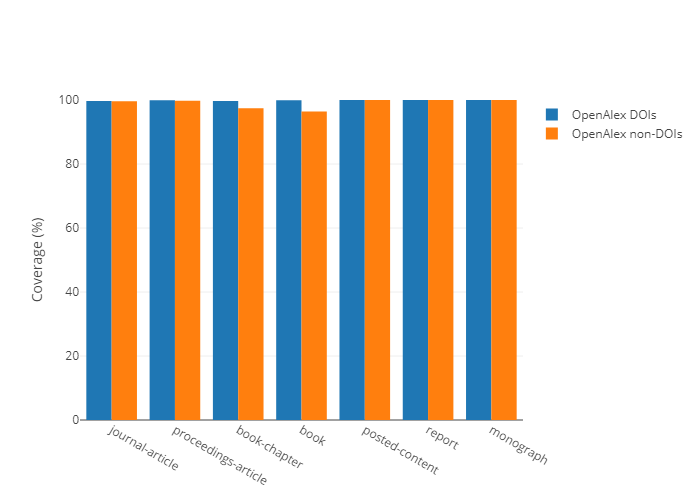 100
80
60
40
20
0
Coverage (%)
journal-article
proceedings-article
book-chapter
book
posted-content
report
monograph
OpenAlex DOIs
OpenAlex non-DOIs